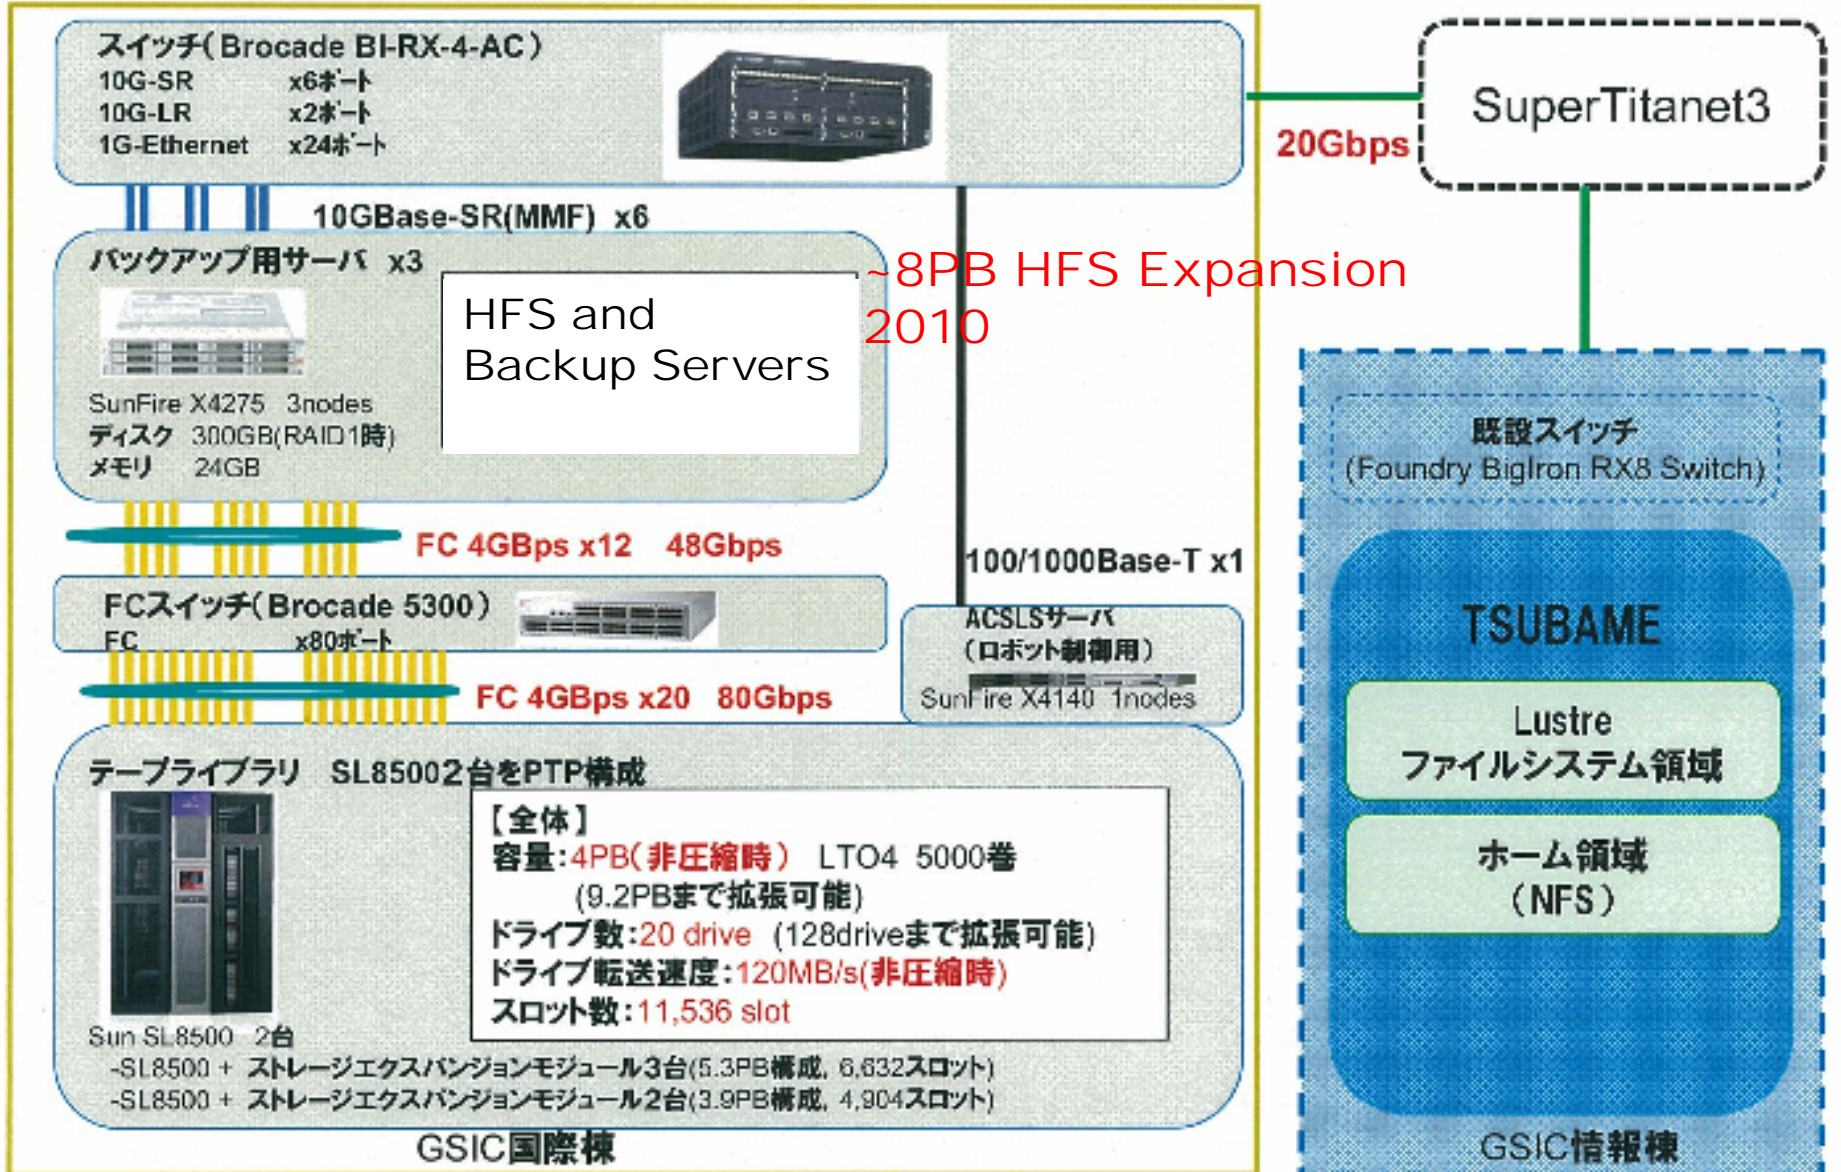 スイッチ(Brocade BI-RX-4-AC)
10G-SR x6ポート
10G-LR x2ポート
1G-Ethernet x24ポート
20Gbps
SuperTitanet3
10GBase-SR(MMF) x6
バックアップ用サーバ x3
HFS and
Backup Servers
~8PB HFS Expansion
2010
SunFire X4275 3nodes
ディスク 300GB(RAID1時)
メモリ 24GB
既設スイッチ
(Foundry BigIron RX8 Switch)
FC 4GBps x12 48Gbps
100/1000Base-T x1
FCスイッチ(Brocade 5300)
FC x80ポート
ACSLSサーバ
(ロボット制御用)
SunFire X4140 1nodes
FC 4GBps x20 80Gbps
TSUBAME
Lustre
ファイルシステム領域
ホーム領域
(NFS)
テープライブラリ SL85002台をPTP構成
【全体】
容量:4PB(非圧縮時) LTO4 5000巻
(9.2PBまで拡張可能)
ドライブ数:20 drive (128driveまで拡張可能)
ドライブ転送速度:120MB/s(非圧縮時)
スロット数:11,536 slot
Sun SL8500 2台
-SL8500 + ストレージエクスパンションモジュール3台(5.3PB構成, 6,632スロット)
-SL8500 + ストレージエクスパンションモジュール2台(3.9PB構成, 4,904スロット)
GSIC国際棟
GSIC情報棟